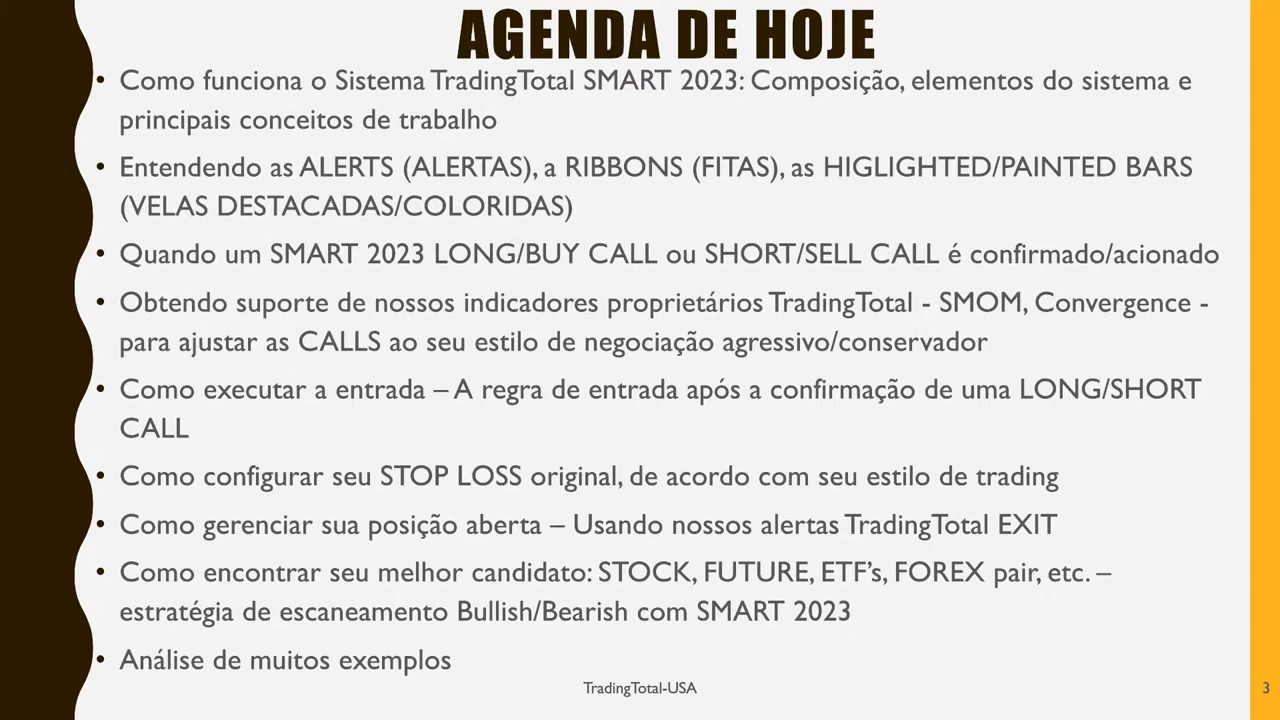 AGENDA DE HOJE
• Como funciona o Sistema TradingTotal SMART 2023: Composição, elementos do sistema e
principais conceitos de trabalho
• Entendendo as ALERTS (ALERTAS), a RIBBONS (FITAS), as HIGLIGHTED/PAINTED BARS
(VELAS DESTACADAS/COLORIDAS)
• Quando um SMART 2023 LONG/BUY CALL ou SHORT/SELL CALL é confirmado/acionado
• Obtendo suporte de nossos indicadores proprietários TradingTotal - SMOM, Convergence -
para ajustar as CALLS ao seu estilo de negociação agressivo/conservador
• Como executar a entrada – A regra de entrada após a confirmação de uma LONG/SHORT
CALL
• Como configurar seu STOP LOSS original, de acordo com seu estilo de trading
• Como gerenciar sua posição aberta – Usando nossos alertas TradingTotal EXIT
• Como encontrar seu melhor candidato: STOCK, FUTURE, ETF’s, FOREX pair, etc. –
estratégia de escaneamento Bullish/Bearish com SMART 2023
• Análise de muitos exemplos
TradingTotal-USA
3